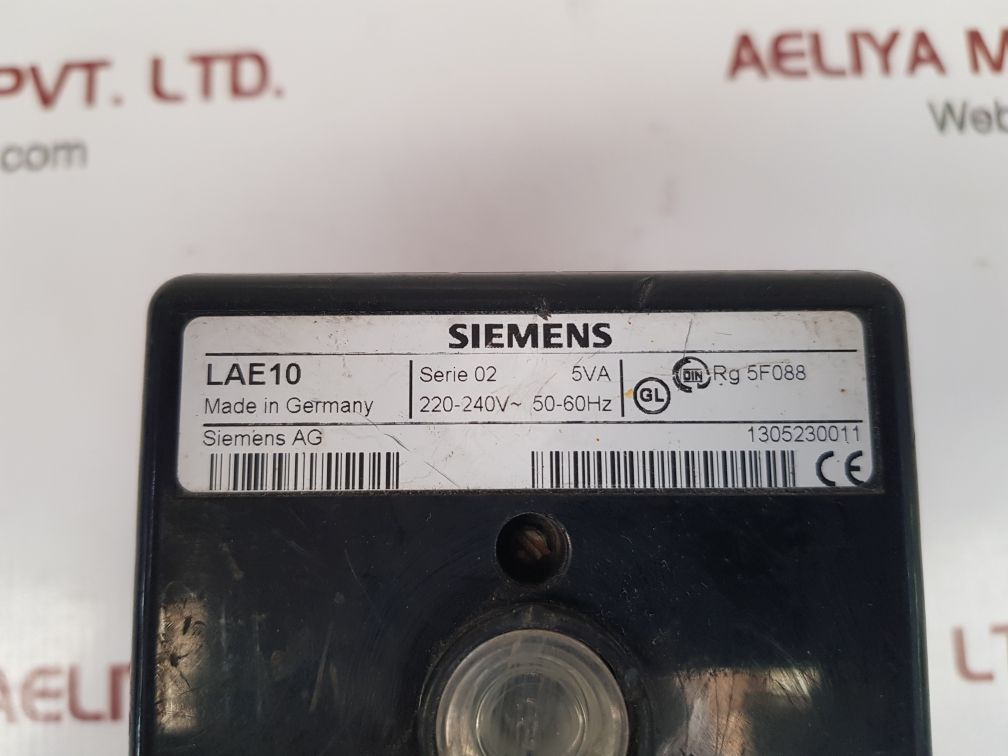 PVT. LTD.
AELIYA M
.com
Web
SIEMENS
LAE10
Serie 02 5VA
DIN Rg 5F088
Made in Germany
220-240V~ 50-60Hz
GL
Siemens AG
1305230011
CE
AELI
L